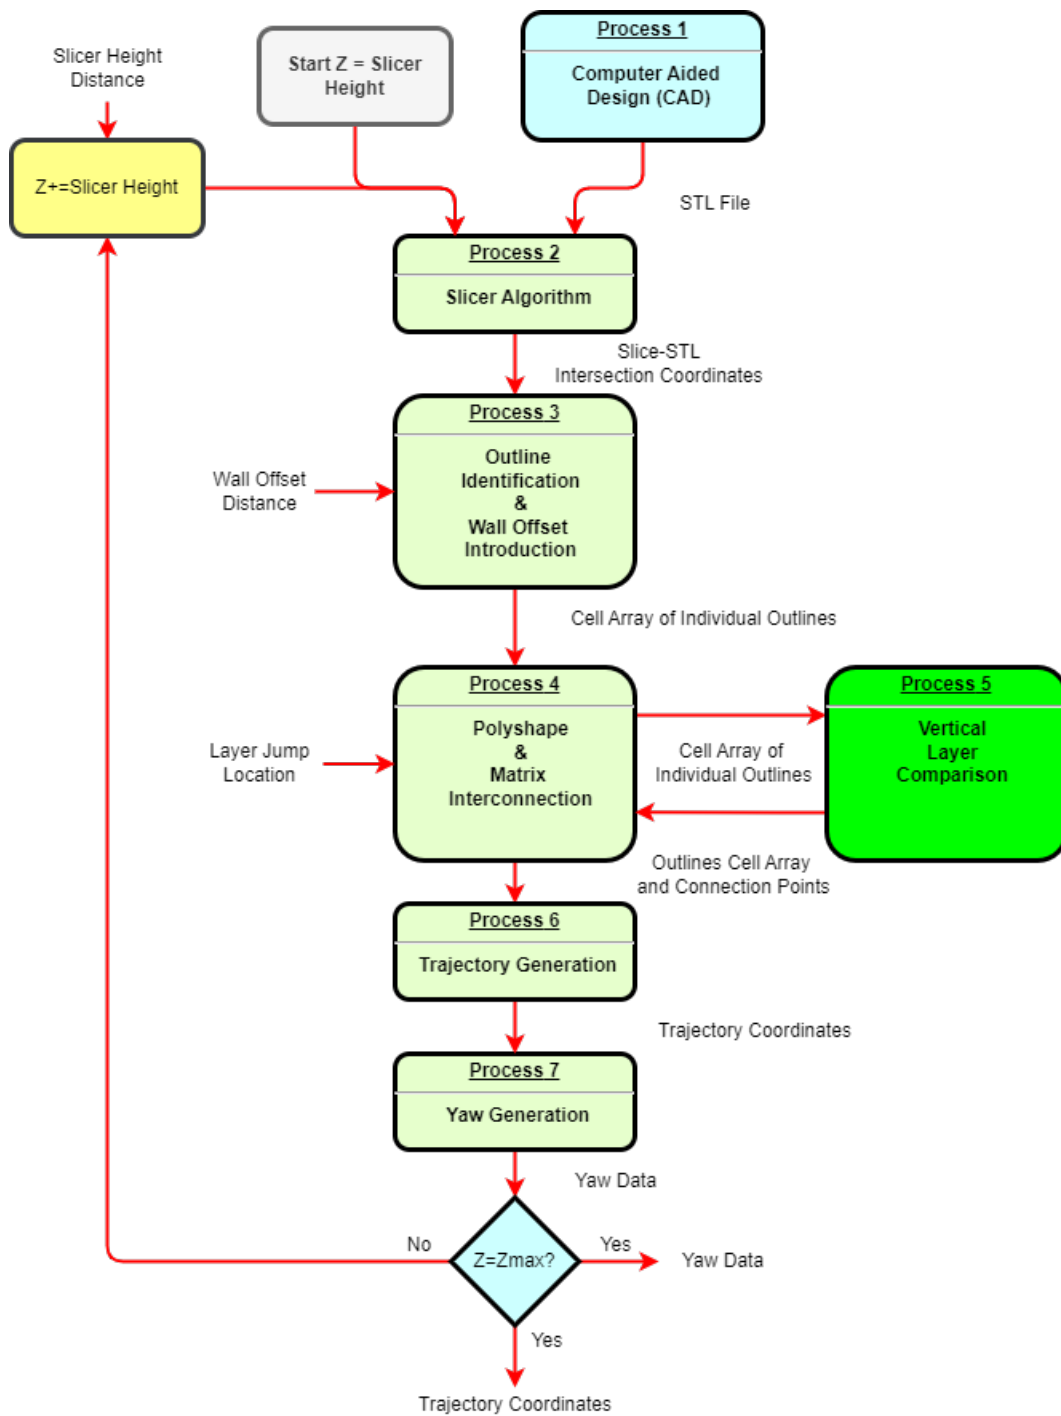 Process 1
Computer Aided
Design (CAD)
Start Z = Slicer
Height
Slicer Height
Distance
Z+=Slicer Height
STL File
Process 2
Slicer Algorithm
Slice-STL
Intersection Coordinates
Process 3
Outline
Identification
&
Wall Offset
Introduction
Wall Offset
Distance
Cell Array of Individual Outlines
Process 4
Polyshape
&
Matrix
Interconnection
Layer Jump
Location
Cell Array of
Individual Outlines
Process 5
Vertical
Layer
Comparison
Outlines Cell Array
and Connection Points
Process 6
Trajectory Generation
Trajectory Coordinates
Process 7
Yaw Generation
Yaw Data
No
Z=Zmax?
Yes
Yaw Data
Yes
Trajectory Coordinates